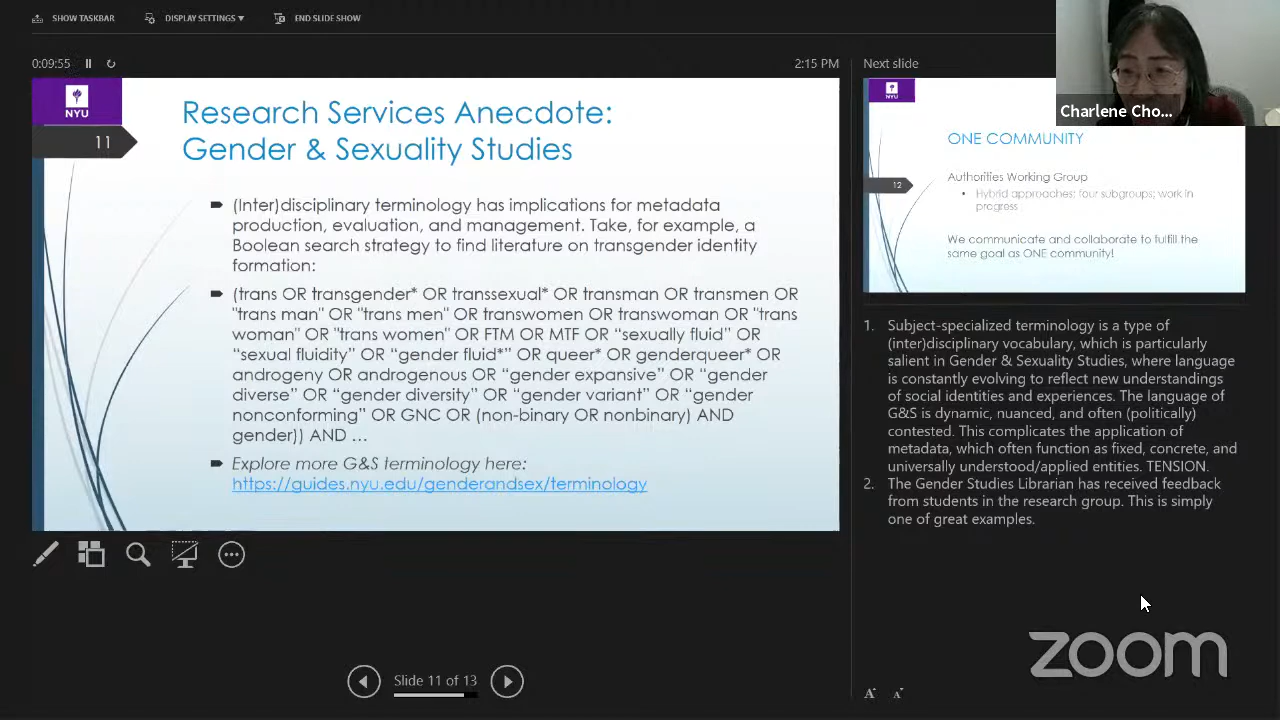 SHOW TASKBAR DISPLAY SETTINGS ▼ END SLIDE SHOW
0:09:55
2:15 PM
NYU
11
Research Services Anecdote:
Gender & Sexuality Studies
(Inter)disciplinary terminology has implications for metadata
production, evaluation, and management. Take, for example, a
Boolean search strategy to find literature on transgender identity
formation:
(trans OR transgender* OR transsexual* OR transman OR transmen OR
"trans man" OR "trans men" OR transwomen OR transwoman OR "trans
woman" OR "trans women" OR FTM OR MTF OR “sexually fluid” OR
“sexual fluidity” OR “gender fluid*” OR queer* OR genderqueer* OR
androgeny OR androgenous OR “gender expansive” OR “gender
diverse” OR “gender diversity” OR “gender variant” OR “gender
nonconforming” OR GNC OR (non-binary OR nonbinary) AND
gender)) AND …
Explore more G&S terminology here:
https://guides.nyu.edu/genderandsex/terminology
Slide 11 of 13
Next slide
NYU
12
ONE COMMUNITY
Authorities Working Group
• Hybrid approaches; four subgroups; work in
progress
We communicate and collaborate to fulfill the
same goal as ONE community!
Charlene Cho...
1. Subject-specialized terminology is a type of
(inter)disciplinary vocabulary, which is particularly
salient in Gender & Sexuality Studies, where language
is constantly evolving to reflect new understandings
of social identities and experiences. The language of
G&S is dynamic, nuanced, and often (politically)
contested. This complicates the application of
metadata, which often function as fixed, concrete, and
universally understood/applied entities. TENSION.
2. The Gender Studies Librarian has received feedback
from students in the research group. This is simply
one of great examples.
zoom
A A